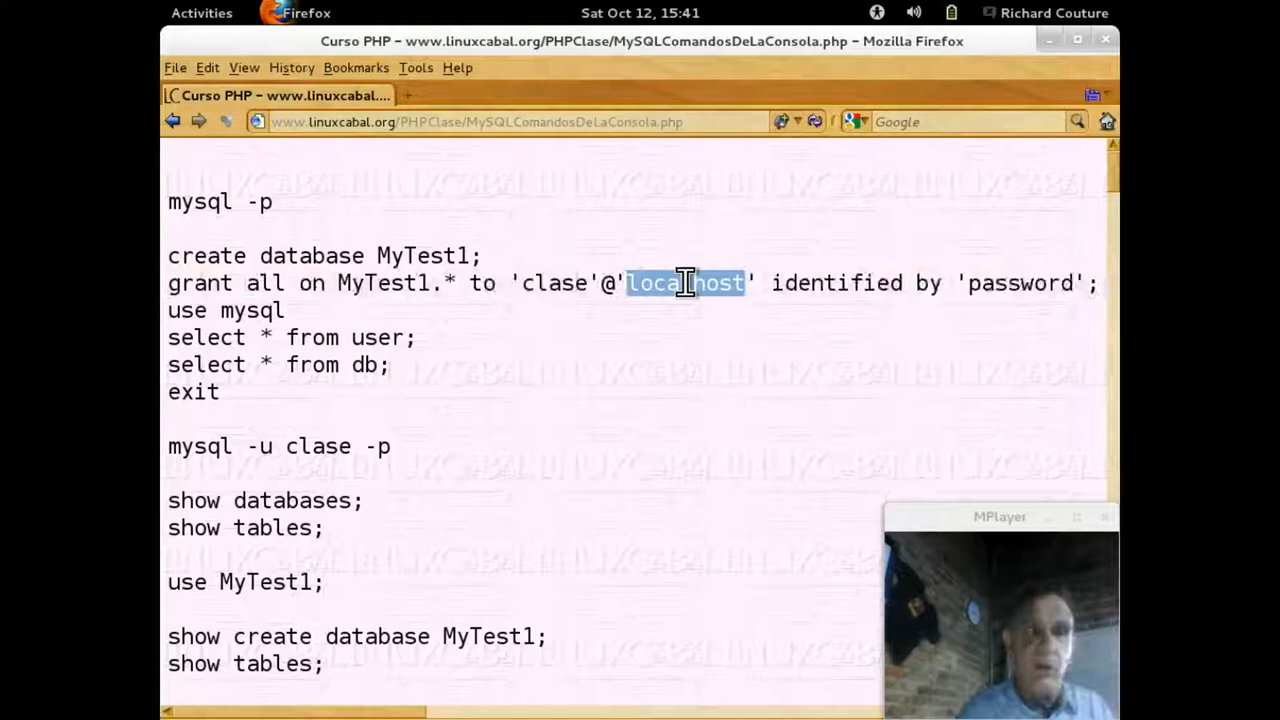 Activities Firefox Sat Oct 12, 15:41 Richard Couture
Curso PHP - www.linuxcabal.org/PHPClase/MySQLComandosDeLaConsola.php - Mozilla Firefox
File Edit View History Bookmarks Tools Help
Curso PHP - www.linuxcabal....
www.linuxcabal.org/PHPClase/MySQLComandosDeLaConsola.php Google
mysql -p
create database MyTest1;
grant all on MyTest1.* to 'clase'@'localhost' identified by 'password';
use mysql
select * from user;
select * from db;
exit
mysql -u clase -p
show databases;
show tables;
use MyTest1;
show create database MyTest1;
show tables;
MPlayer